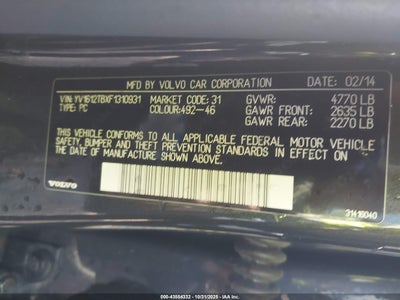 MFD BY VOLVO CAR CORPORATION DATE: 02/14
VIN: YV1612TBXF1310931 MARKET CODE: 31 GVWR: 4770 LB
TYPE: PC COLOUR:492-46 GAWR FRONT: 2635 LB
GAWR REAR: 2270 LB
THIS VEHICLE CONFORMS TO ALL APPLICABLE FEDERAL MOTOR VEHICLE
SAFETY, BUMPER AND THEFT PREVENTION STANDARDS IN EFFECT ON THE
DATE OF MANUFACTURE SHOWN ABOVE.
VOLVO
31416040
000-43556332 - 10/31/2025 - IAA Inc.